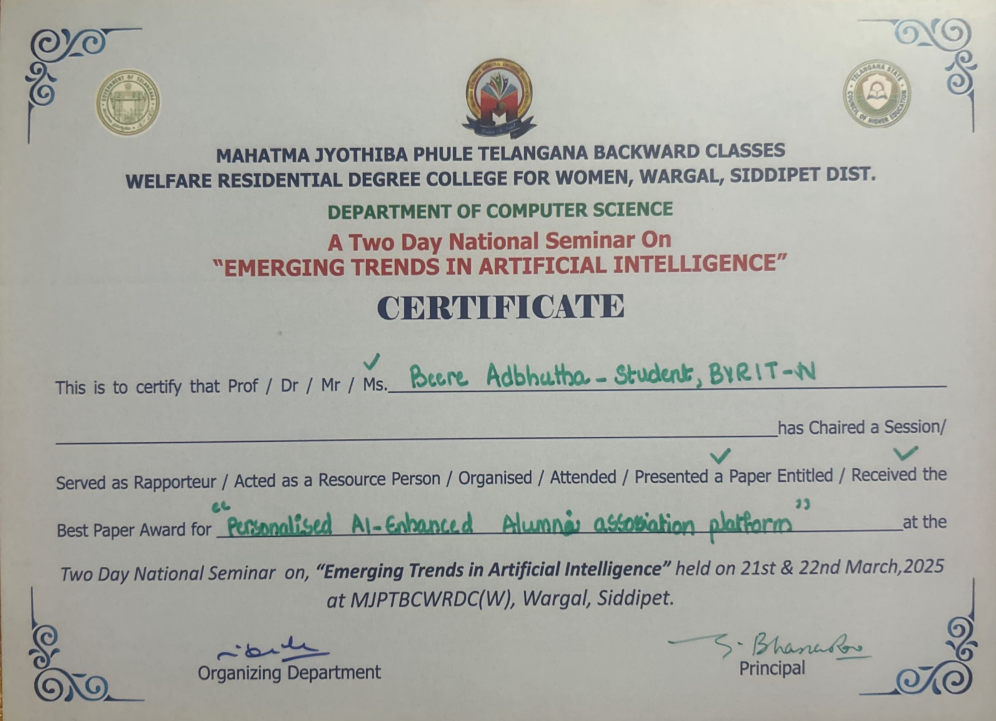 GOVERNMENT OF TELANGANA
TELANGANA STATE
COUNCIL OF HIGHER EDUCATION
MAHATMA JYOTHIBA PHULE TELANGANA BACKWARD CLASSES
WELFARE RESIDENTIAL DEGREE COLLEGE FOR WOMEN, WARGAL, SIDDIPET DIST.
DEPARTMENT OF COMPUTER SCIENCE
A Two Day National Seminar On
“EMERGING TRENDS IN ARTIFICIAL INTELLIGENCE”
CERTIFICATE
This is to certify that Prof / Dr / Mr / Ms. Beere Adbhutha - Student, BVRIT-W
has Chaired a Session/
Served as Rapporteur / Acted as a Resource Person / Organised / Attended / Presented a Paper Entitled / Received the
Best Paper Award for “Personalised AI-Enhanced Alumni association platform” at the
Two Day National Seminar on, “Emerging Trends in Artificial Intelligence” held on 21st & 22nd March,2025
at MJPTBCWRDC(W), Wargal, Siddipet.
Organizing Department
Principal